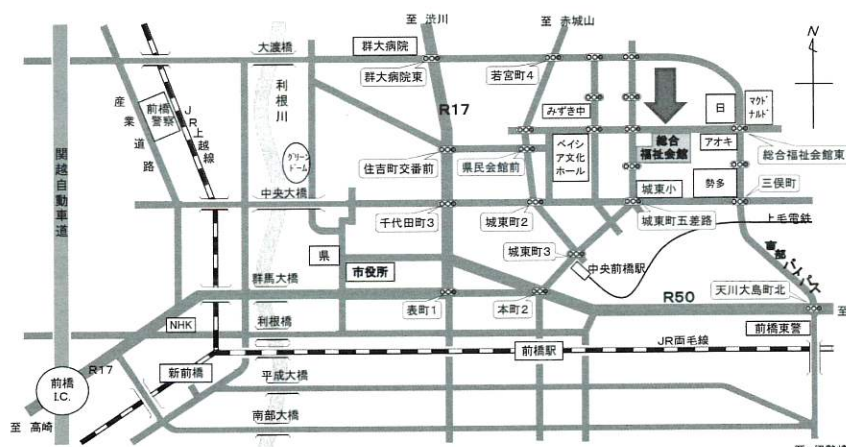 至 渋川
至 赤城山
N
大渡橋
群大病院
群大病院東
若宮町4
利根川
R17
産業道路
前橋警察
JR上越線
みずき中
日
マクドナルド
関越自動車道
グリーンドーム
住吉町交番前
県民会館前
ベイシア文化ホール
総合福祉会館
アオキ
総合福祉会館東
中央大橋
城東小
勢多
三俣町
千代田町3
城東町2
城東町五差路
上毛電鉄
県
市役所
城東町3
中央前橋駅
東部バイパス
群馬大橋
天川大島町北
R50
NHK
利根橋
表町1
本町2
前橋東警
至
R17
新前橋
前橋駅
JR両毛線
前橋I.C.
平成大橋
至 高崎
南部大橋